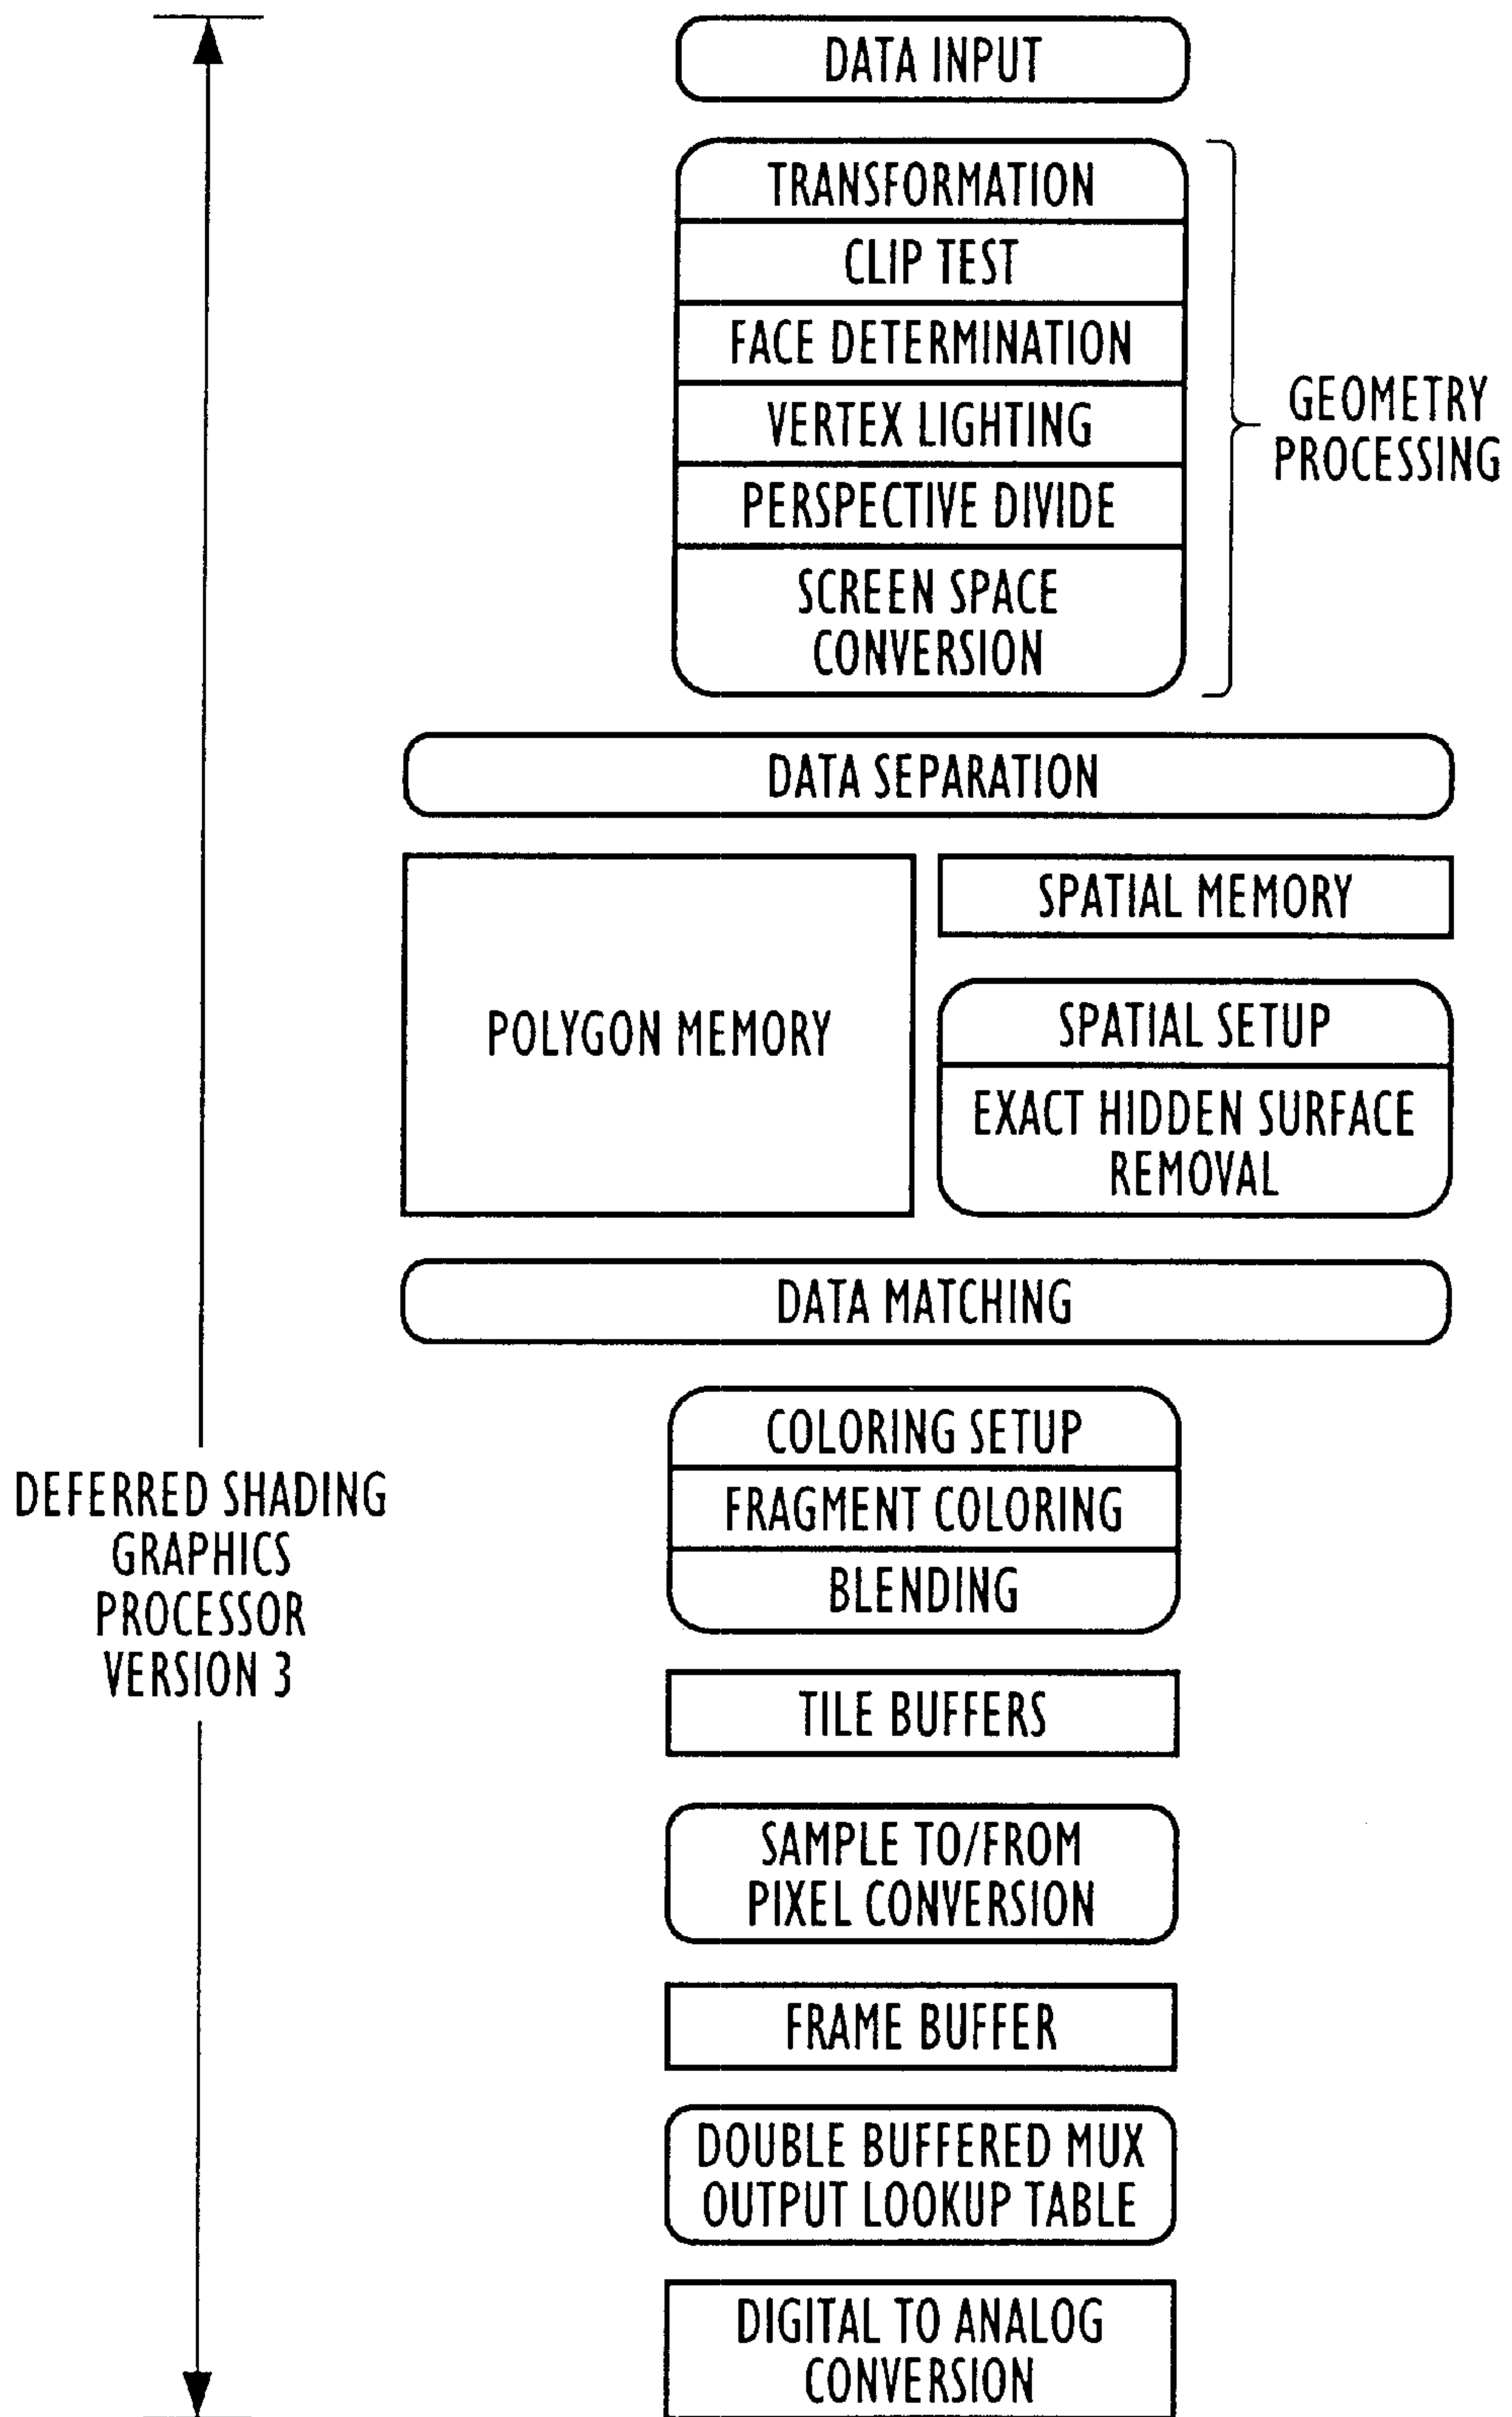 DATA INPUT
TRANSFORMATION
CLIP TEST
FACE DETERMINATION
VERTEX LIGHTING
PERSPECTIVE DIVIDE
SCREEN SPACE
CONVERSION
GEOMETRY
PROCESSING
DATA SEPARATION
POLYGON MEMORY
SPATIAL MEMORY
SPATIAL SETUP
EXACT HIDDEN SURFACE
REMOVAL
DATA MATCHING
DEFERRED SHADING
GRAPHICS
PROCESSOR
VERSION 3
COLORING SETUP
FRAGMENT COLORING
BLENDING
TILE BUFFERS
SAMPLE TO/FROM
PIXEL CONVERSION
FRAME BUFFER
DOUBLE BUFFERED MUX
OUTPUT LOOKUP TABLE
DIGITAL TO ANALOG
CONVERSION